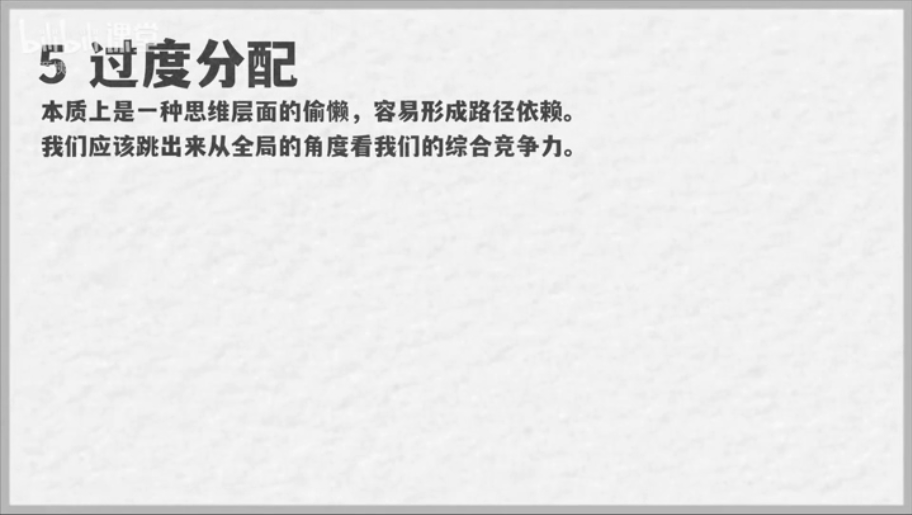 bilibili课堂
5 过度分配
本质上是一种思维层面的偷懒，容易形成路径依赖。
我们应该跳出来从全局的角度看我们的综合竞争力。